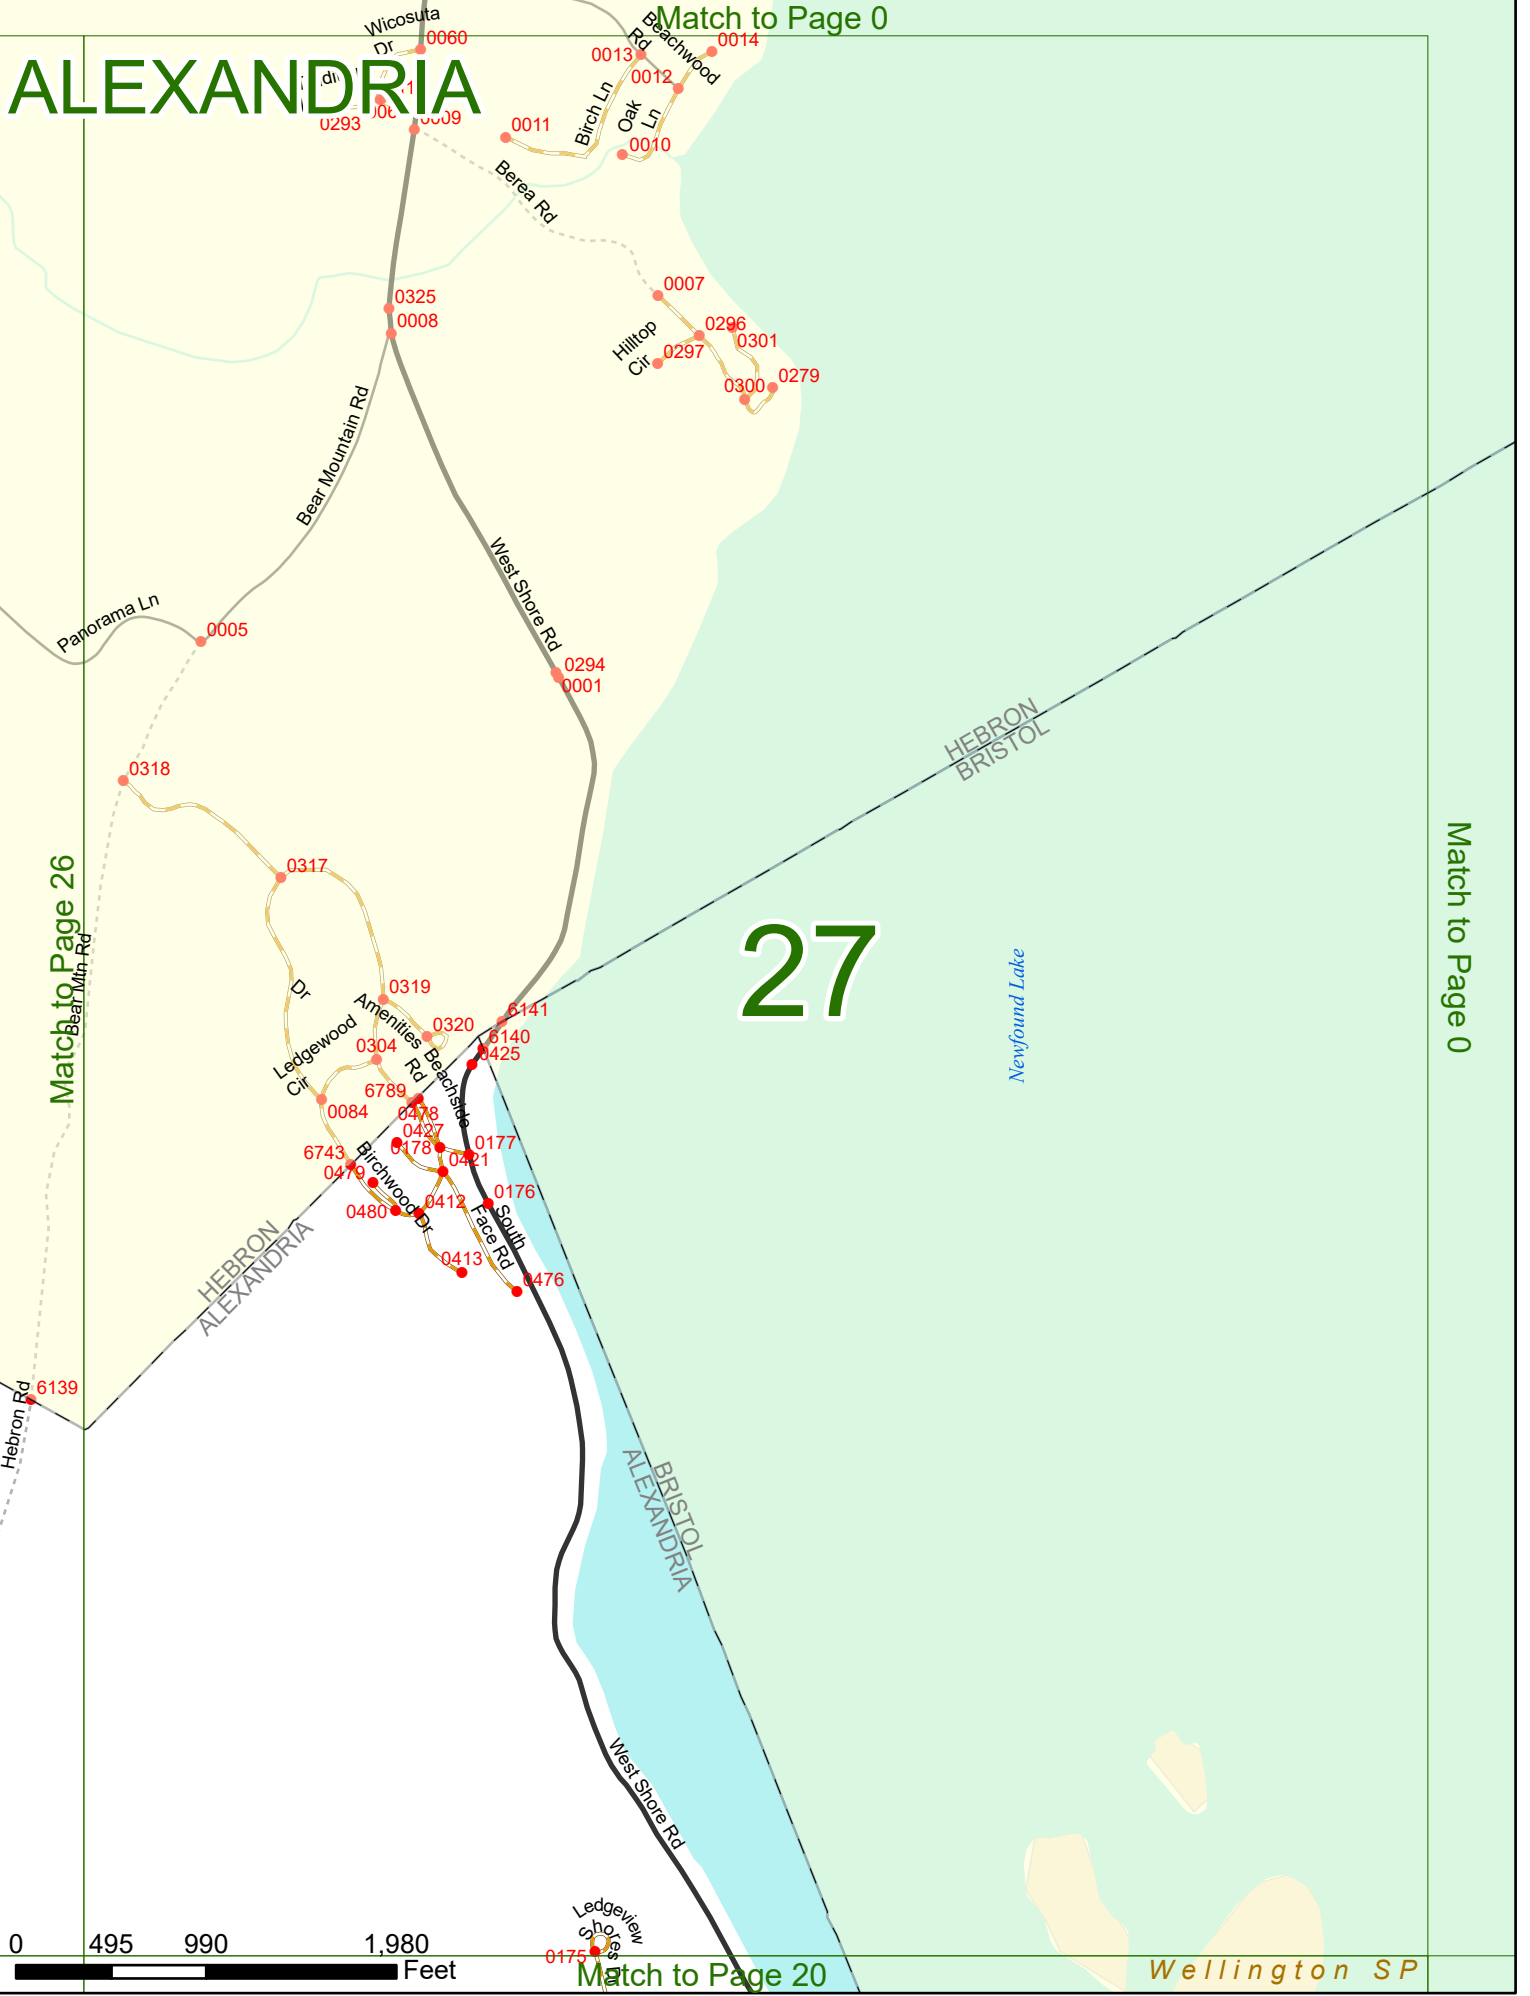 Match to Page 0
Wicosuta
Dr
0060
Beachwood
Rd
0014
0013
0012
ALEXANDRIA
0293
0009
Birch Ln
Oak
Ln
0011
0010
Berea Rd
0007
0325
0008
Hilltop
Cir
0296
0301
0297
0300
0279
Bear Mountain Rd
West Shore Rd
Panorama Ln
0005
0294
0001
HEBRON
BRISTOL
0318
0317
Match to Page 26
Bear Mtn Rd
Match to Page 0
27
Newfound Lake
Dr
0319
Amenities
Rd
0320
6141
6140
0425
Ledgewood
Cir
0304
Beachside
6789
0084
0478
0427
0178
0177
0421
6743
0479
Birchwood Dr
0480
0412
0176
South
Face Rd
0413
0476
HEBRON
ALEXANDRIA
6139
Hebron Rd
BRISTOL
ALEXANDRIA
West Shore Rd
Ledgeview
Shores Dr
0175
0 495 990 1,980
Feet
Match to Page 20
Wellington SP